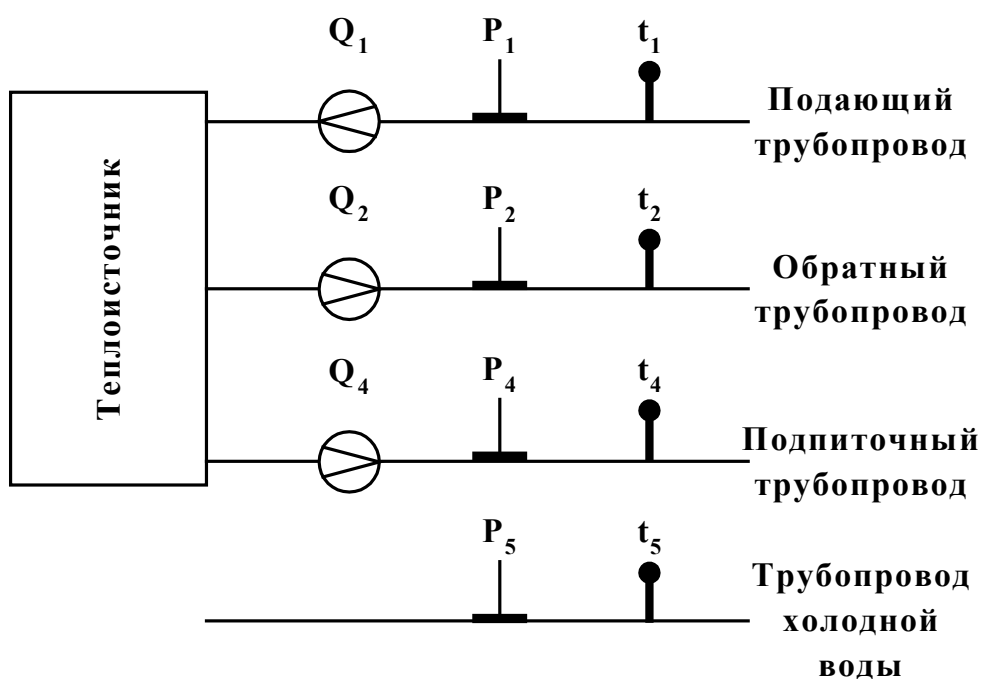 Q1 P1 t1
Подающий
трубопровод
Теплоисточник
Q2 P2 t2
Обратный
трубопровод
Q4 P4 t4
Подпиточный
трубопровод
P5 t5
Трубопровод
холодной
воды